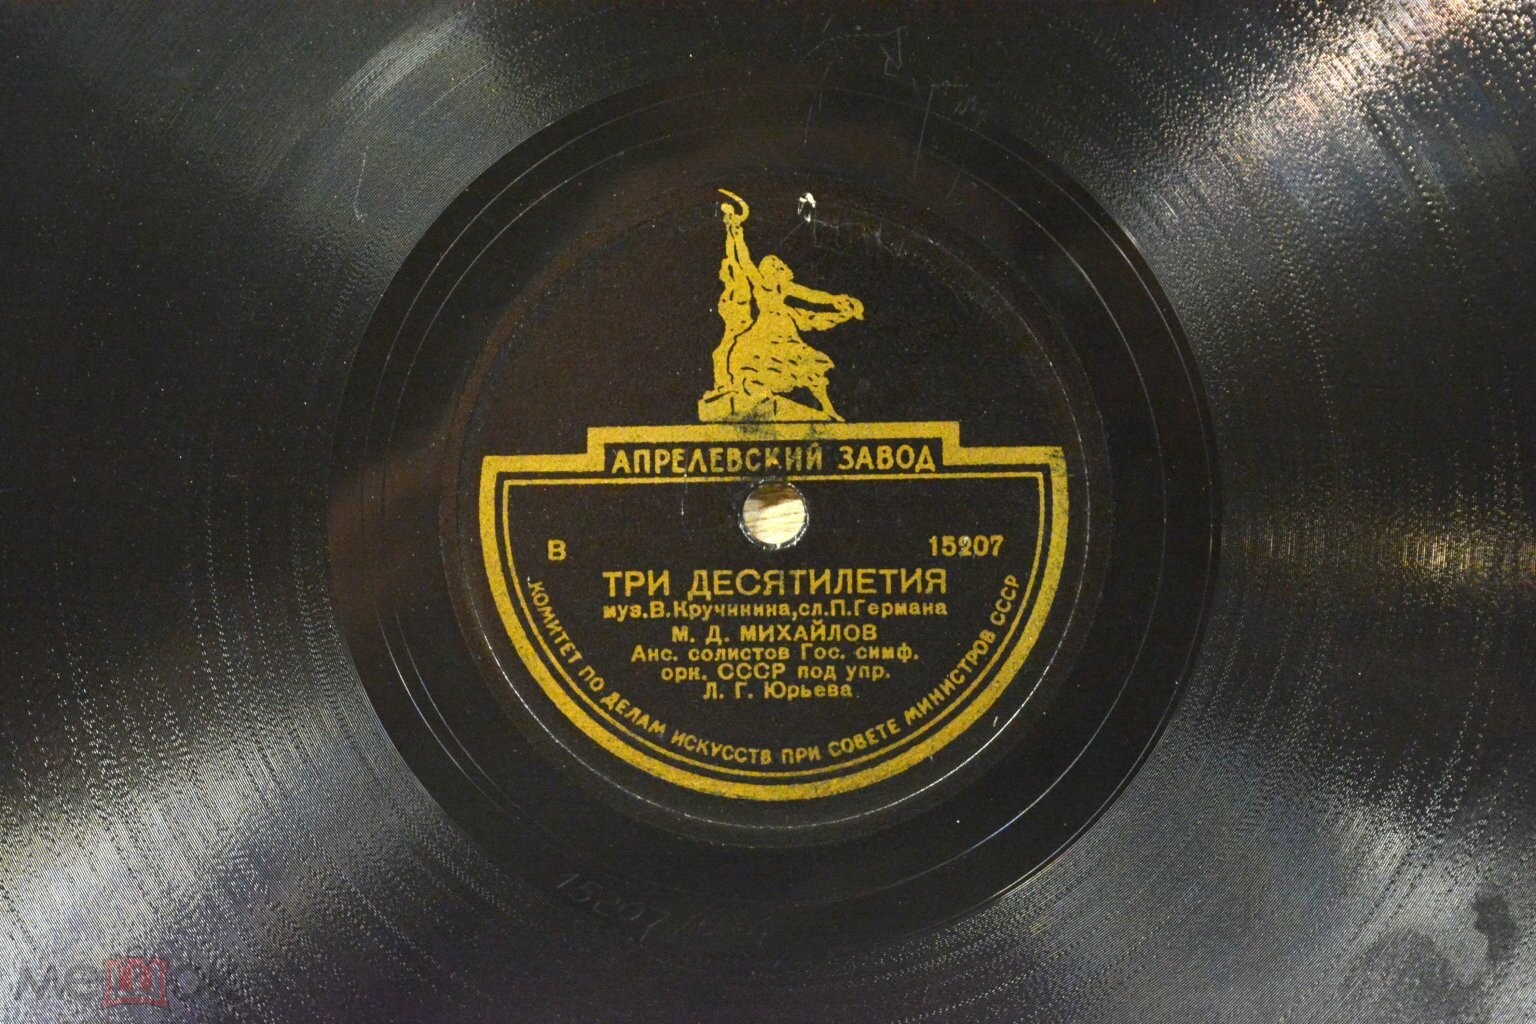 АПРЕЛЕВСКИЙ ЗАВОД
В 15207
ТРИ ДЕСЯТИЛЕТИЯ
муз.В.Кручинина,сл.П.Германа
М. Д. МИХАЙЛОВ
Анс. солистов Гос. симф.
орк. СССР под упр.
Л. Г. Юрьева
КОМИТЕТ ПО ДЕЛАМ ИСКУССТВ ПРИ СОВЕТЕ МИНИСТРОВ СССР
15207